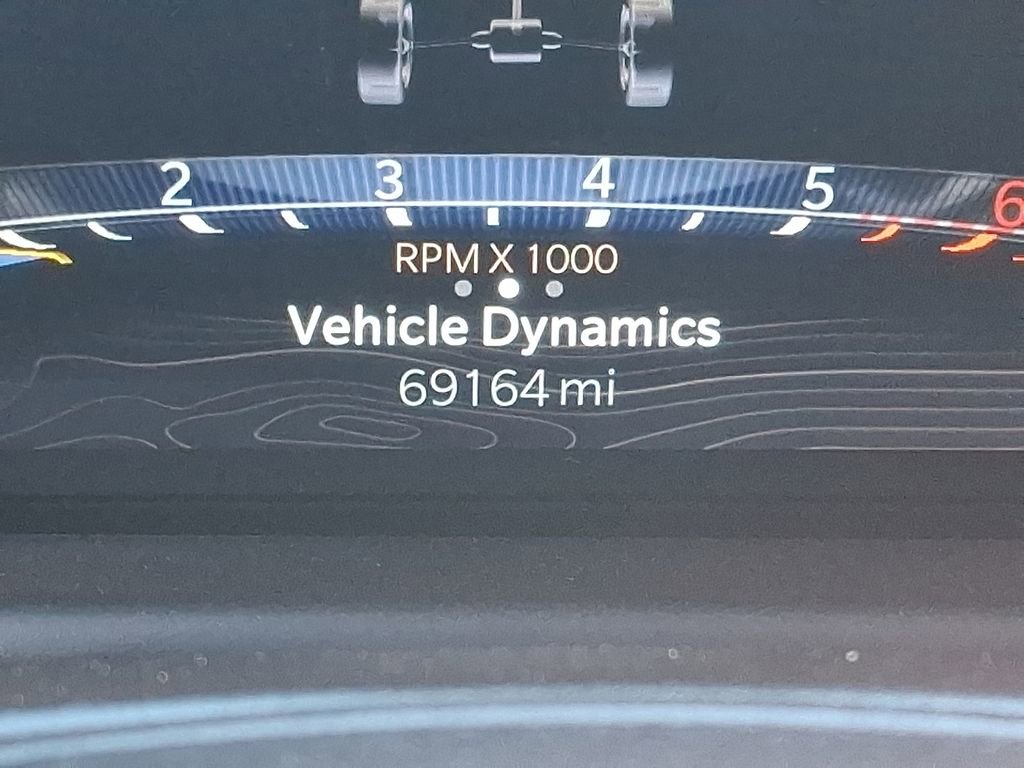 2 3 4 5 6
RPM X 1000
Vehicle Dynamics
69164 mi